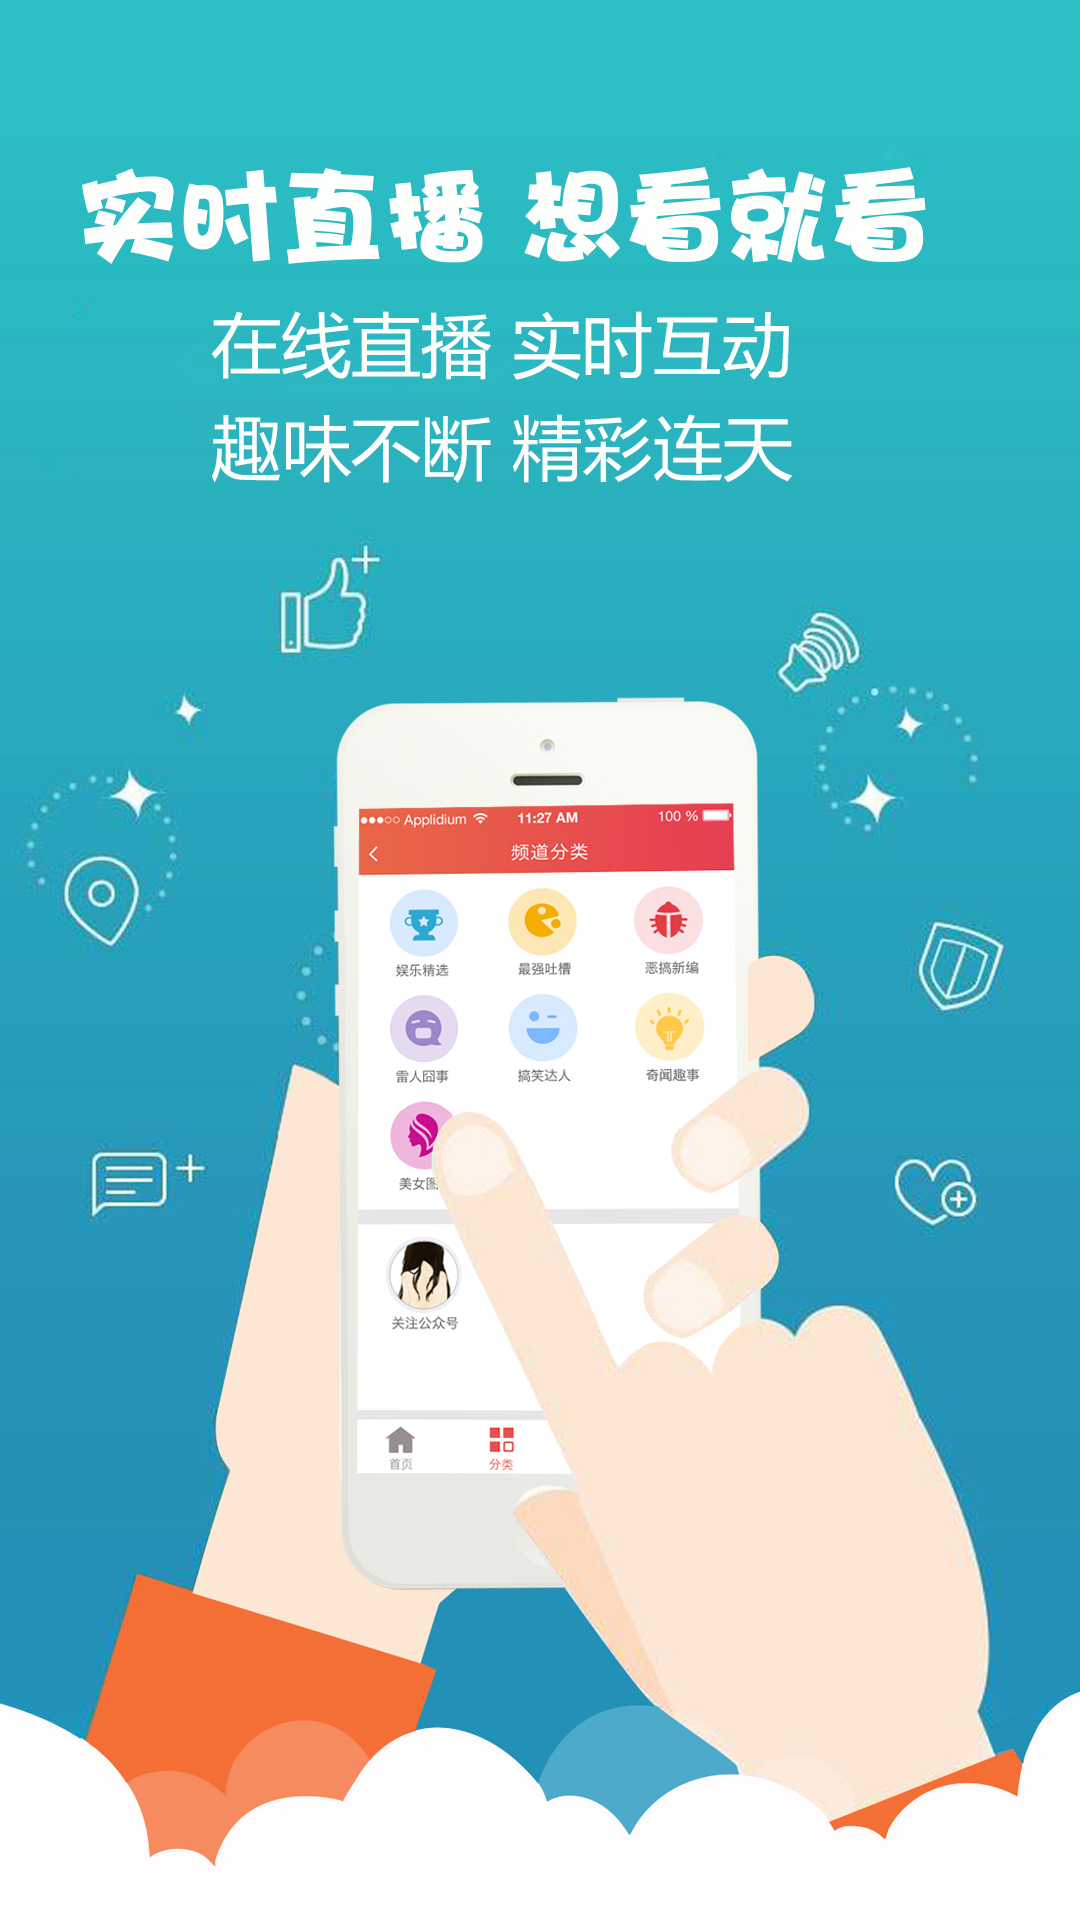 实时直播 想看就看
在线直播 实时互动
趣味不断 精彩连天
Applidium 11:27 AM 100 %
频道分类
娱乐精选 最强吐槽 恶搞新编
雷人囧事 搞笑达人 奇闻趣事
美女图
关注公众号
首页 分类